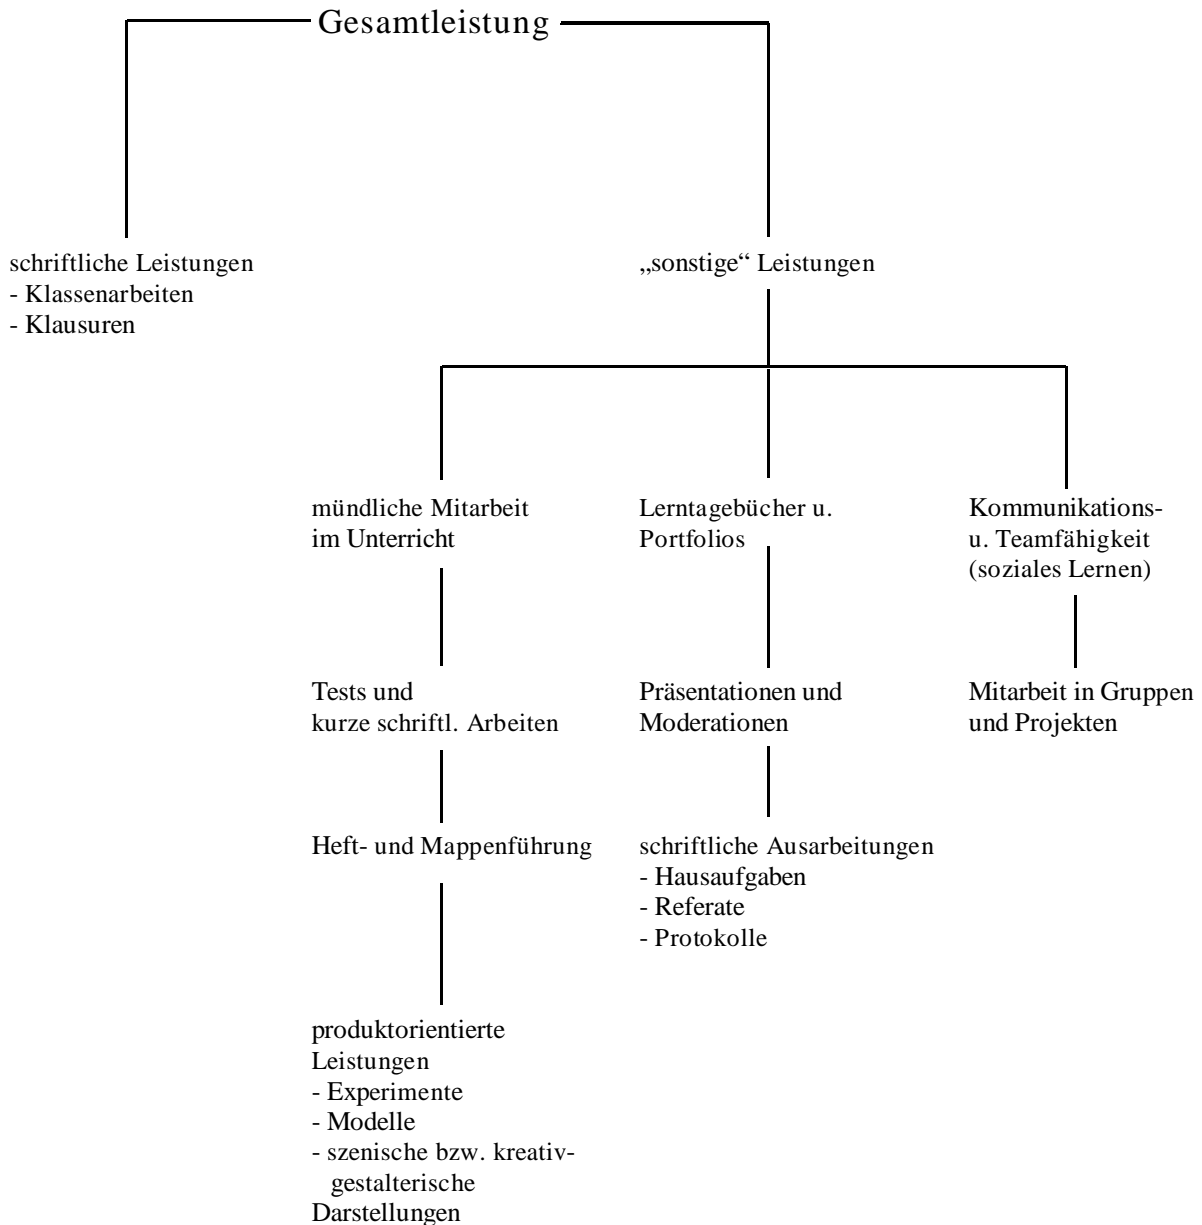 Gesamtleistung
schriftliche Leistungen
- Klassenarbeiten
- Klausuren
„sonstige“ Leistungen
mündliche Mitarbeit
im Unterricht
Lerntagebücher u.
Portfolios
Kommunikations-
u. Teamfähigkeit
(soziales Lernen)
Tests und
kurze schriftl. Arbeiten
Präsentationen und
Moderationen
Mitarbeit in Gruppen
und Projekten
Heft- und Mappenführung
schriftliche Ausarbeitungen
- Hausaufgaben
- Referate
- Protokolle
produktorientierte
Leistungen
- Experimente
- Modelle
- szenische bzw. kreativ-
gestalterische
Darstellungen